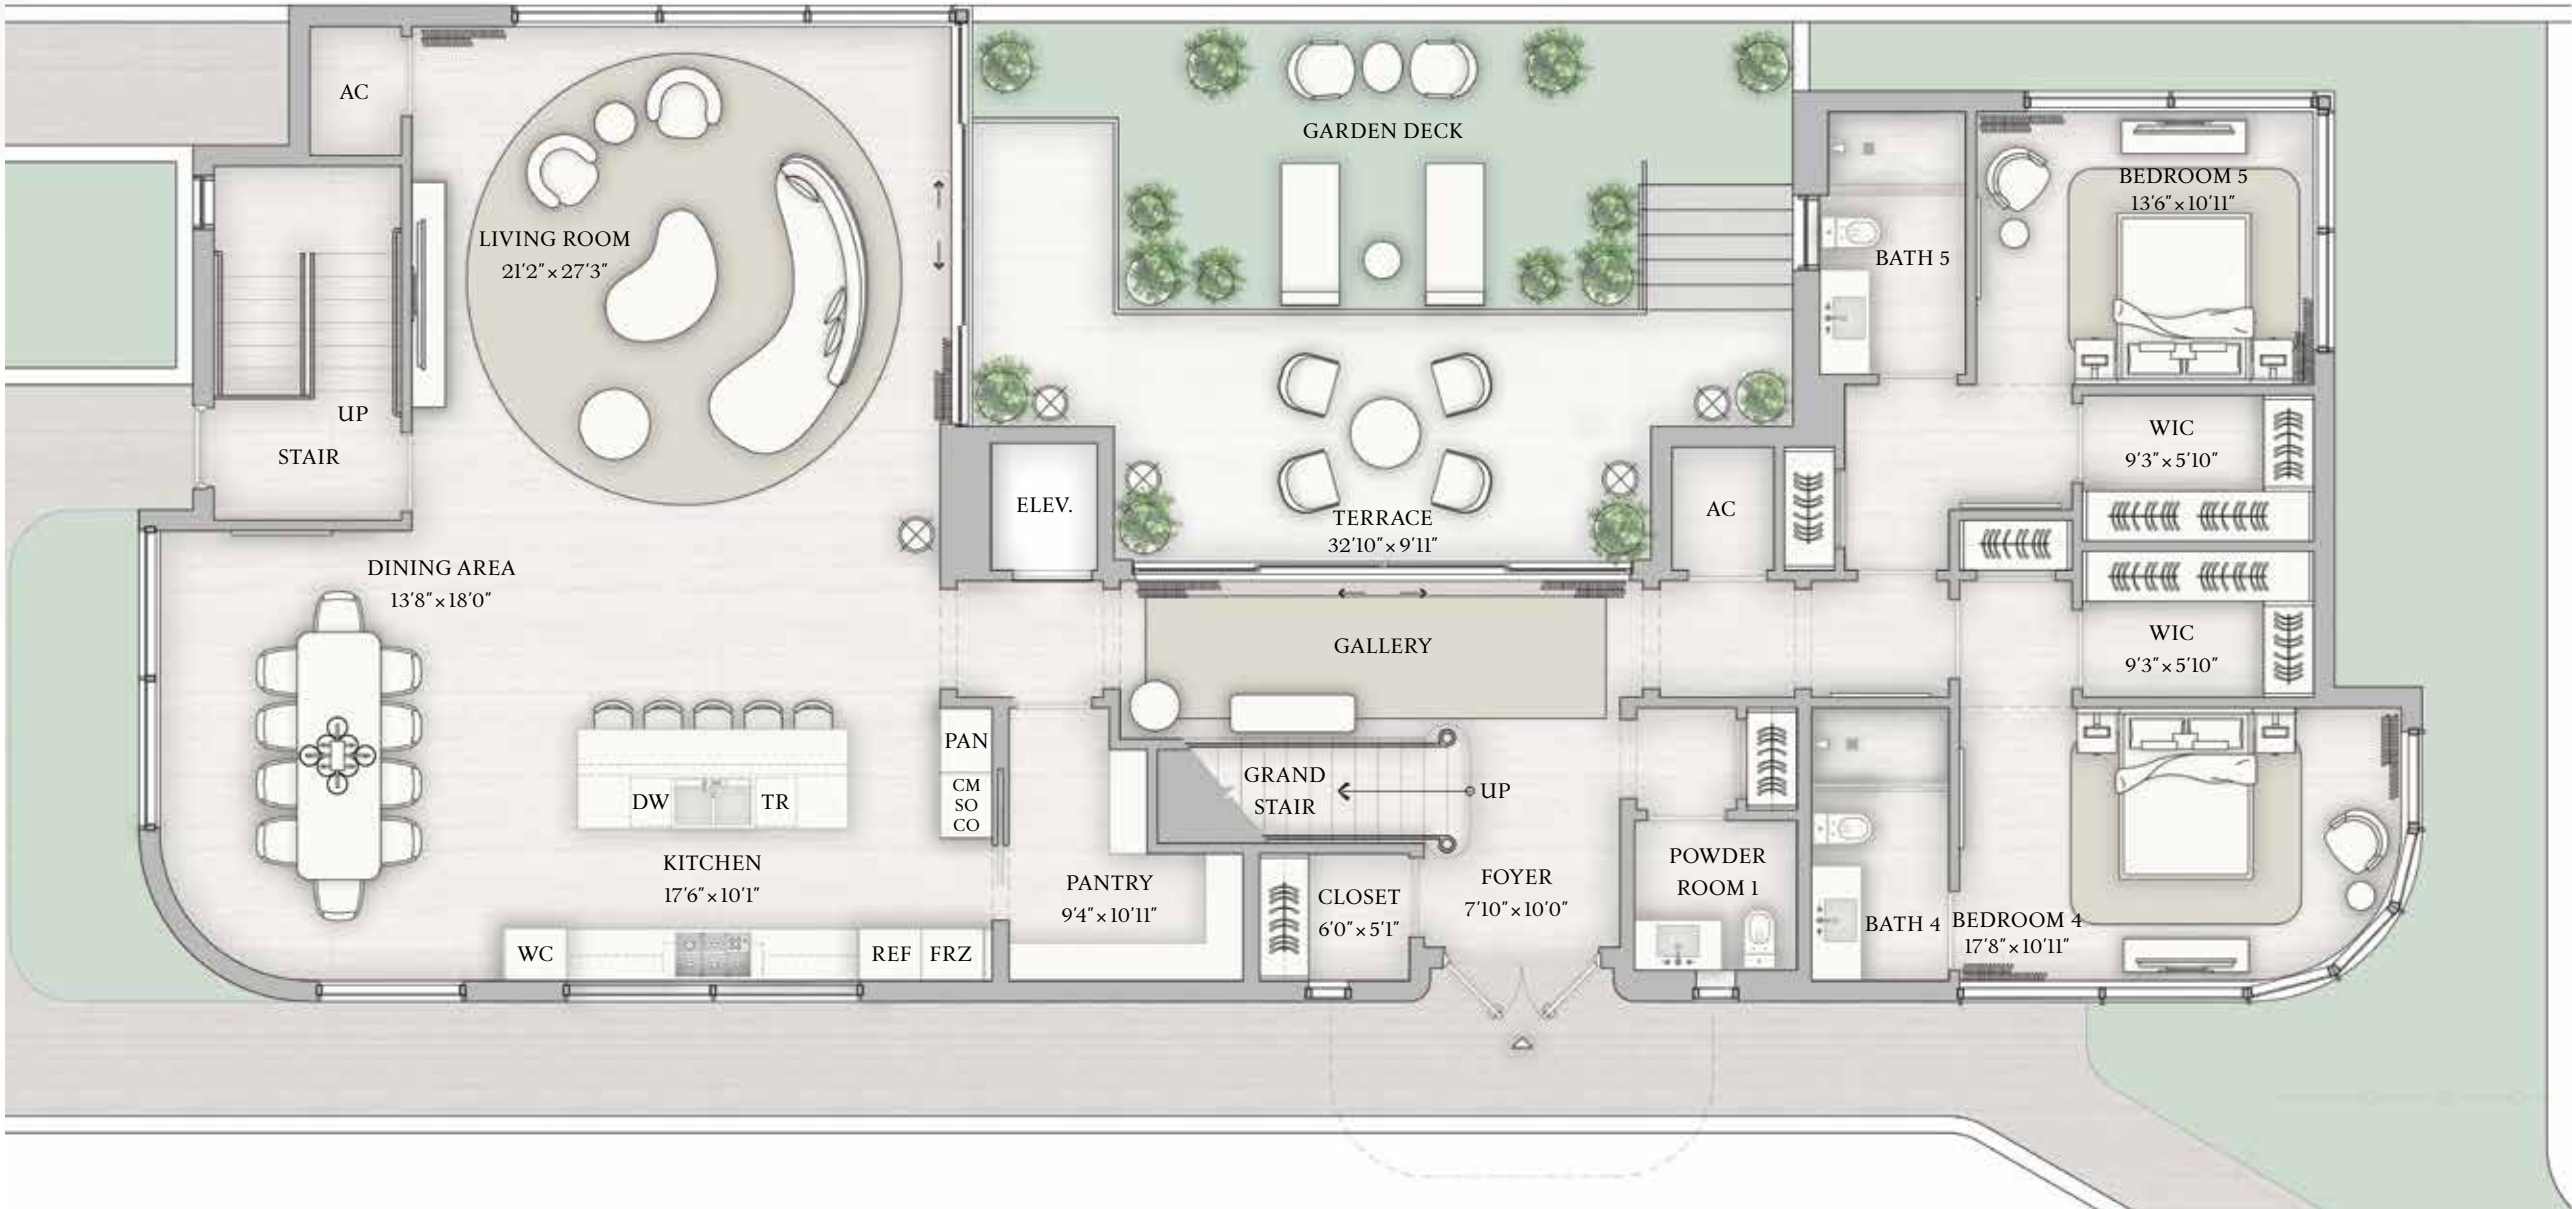 AC
GARDEN DECK
BEDROOM 5
13'6" × 10'11"
LIVING ROOM
21'2" × 27'3"
BATH 5
UP
STAIR
WIC
9'3" × 5'10"
ELEV.
AC
TERRACE
32'10" × 9'11"
DINING AREA
13'8" × 18'0"
GALLERY
WIC
9'3" × 5'10"
PAN
CM
SO
CO
DW
TR
GRAND
STAIR
UP
KITCHEN
17'6" × 10'1"
PANTRY
9'4" × 10'11"
CLOSET
6'0" × 5'1"
FOYER
7'10" × 10'0"
POWDER
ROOM 1
BATH 4
BEDROOM 4
17'8" × 10'11"
WC
REF
FRZ